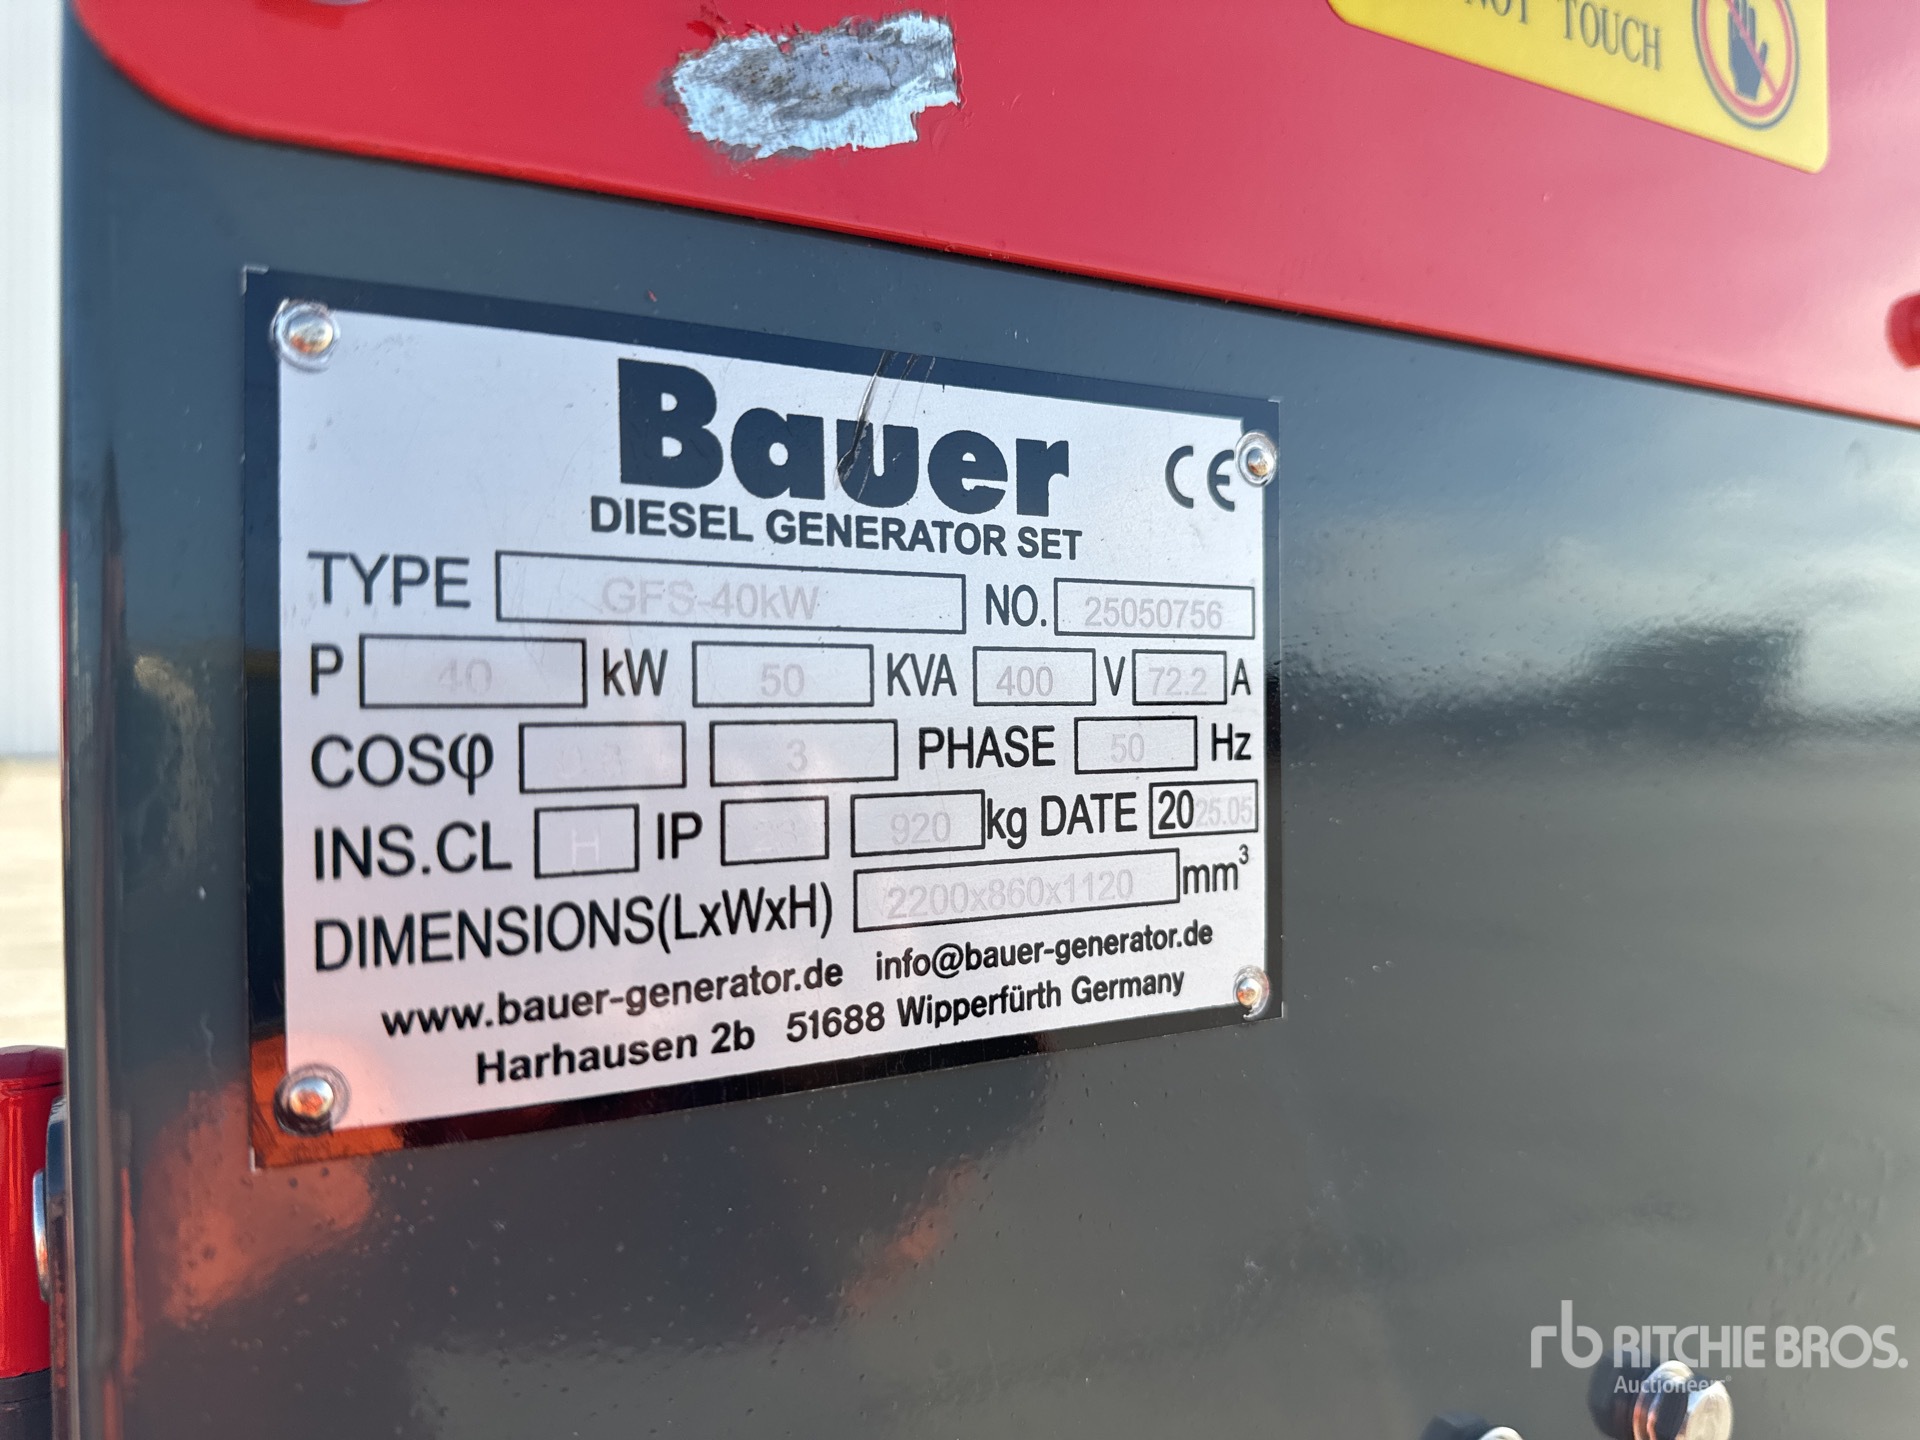 NOT TOUCH
Bauer
CE
DIESEL GENERATOR SET
TYPE GFS-40kW NO. 25050756
P 40 kW 50 KVA 400 V 72.2 A
COSφ 3 PHASE 50 Hz
INS.CL H IP 920 kg DATE 2025.05
DIMENSIONS(LxWxH) 2200x860x1120 mm³
www.bauer-generator.de info@bauer-generator.de
Harhausen 2b 51688 Wipperfürth Germany
rb RITCHIE BROS.
Auctioneers